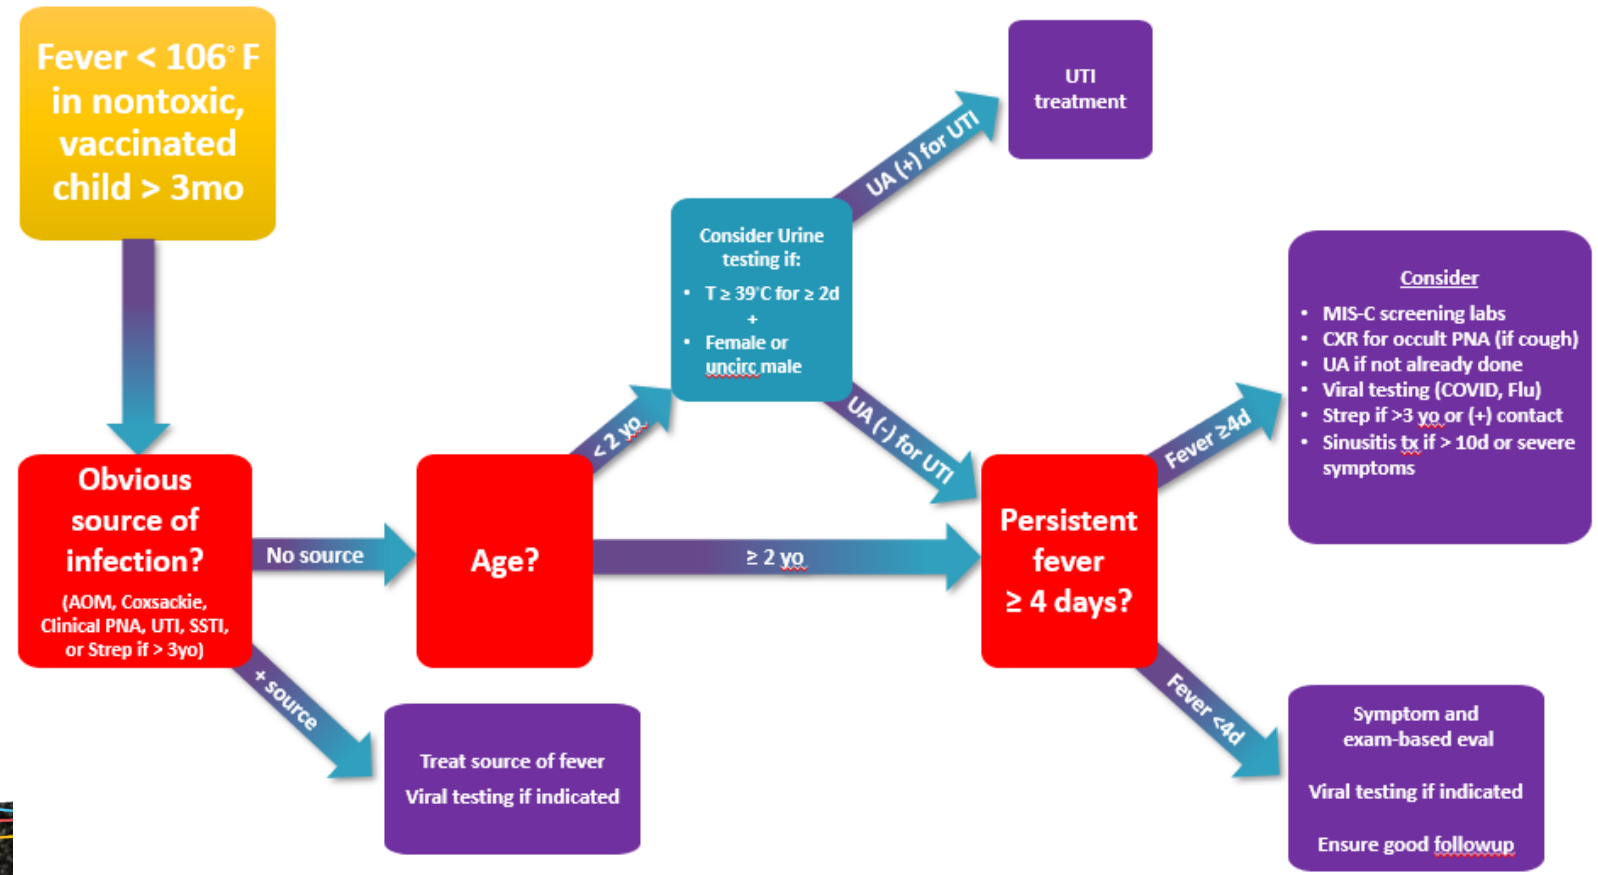 Fever < 106° F
in nontoxic,
vaccinated
child > 3mo
Obvious
source of
infection?
(AOM, Coxsackie,
Clinical PNA, UTI, SSTI,
or Strep if > 3yo)
No source
+ source
Treat source of fever
Viral testing if indicated
Age?
< 2 yo
≥ 2 yo
Consider Urine
testing if:
• T ≥ 39°C for ≥ 2d
+
• Female or
uncirc male
UA (+) for UTI
UA (-) for UTI
UTI
treatment
Persistent
fever
≥ 4 days?
Fever ≥4d
Fever <4d
Consider
• MIS-C screening labs
• CXR for occult PNA (if cough)
• UA if not already done
• Viral testing (COVID, Flu)
• Strep if >3 yo or (+) contact
• Sinusitis tx if > 10d or severe
symptoms
Symptom and
exam-based eval
Viral testing if indicated
Ensure good followup